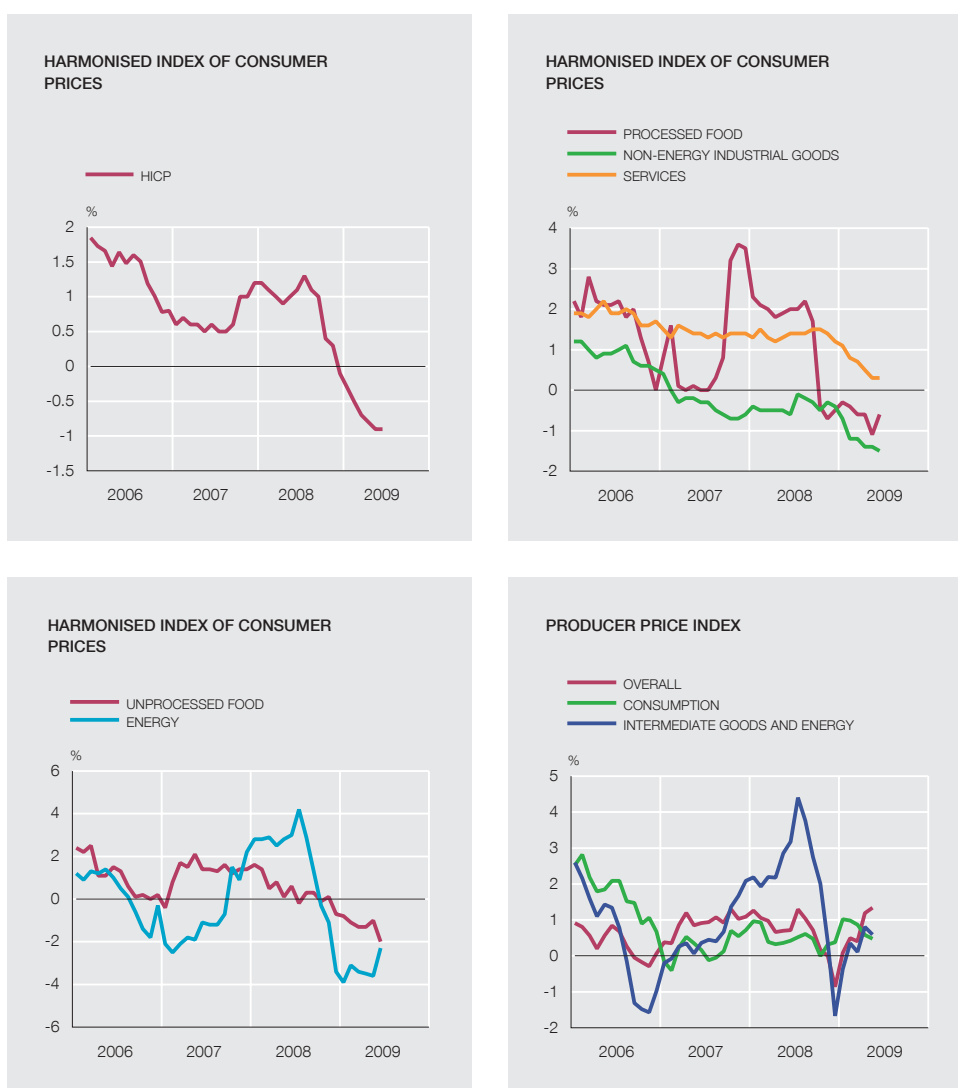 HARMONISED INDEX OF CONSUMER
PRICES
HICP
%
2
1.5
1
0.5
0
-0.5
-1
-1.5
2006 2007 2008 2009
HARMONISED INDEX OF CONSUMER
PRICES
PROCESSED FOOD
NON-ENERGY INDUSTRIAL GOODS
SERVICES
%
4
3
2
1
0
-1
-2
2006 2007 2008 2009
HARMONISED INDEX OF CONSUMER
PRICES
UNPROCESSED FOOD
ENERGY
%
6
4
2
0
-2
-4
-6
2006 2007 2008 2009
PRODUCER PRICE INDEX
OVERALL
CONSUMPTION
INTERMEDIATE GOODS AND ENERGY
%
5
4
3
2
1
0
-1
-2
2006 2007 2008 2009